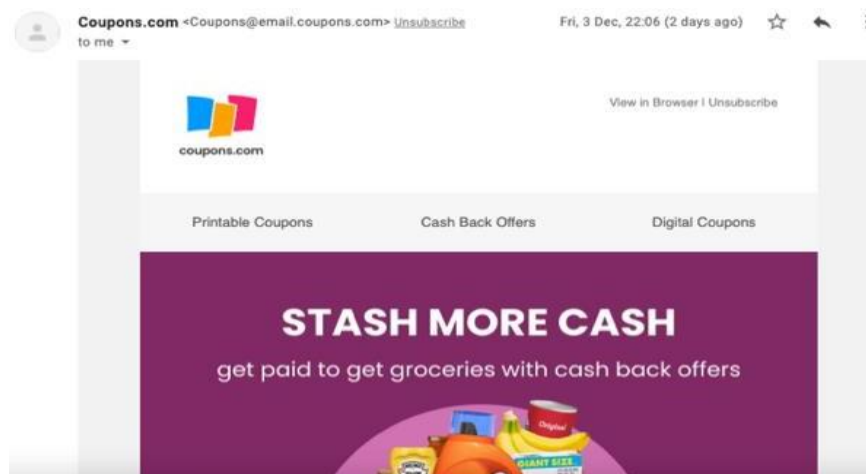 Coupons.com <Coupons@email.coupons.com> Unsubscribe Fri, 3 Dec, 22:06 (2 days ago)
to me
View in Browser | Unsubscribe
coupons.com
Printable Coupons Cash Back Offers Digital Coupons
STASH MORE CASH
get paid to get groceries with cash back offers
Original
GIANT SIZE